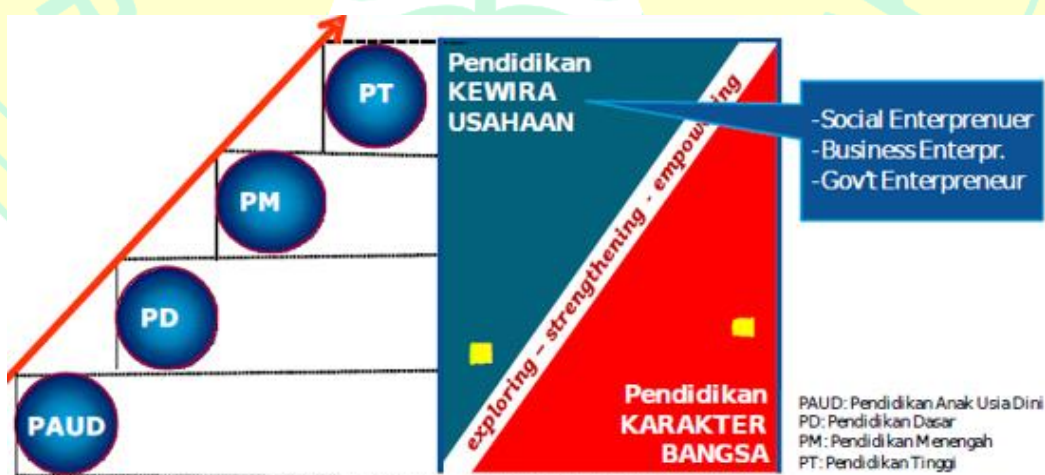 PT
PM
PD
PAUD
Pendidikan
KEWIRA
USAHAAN
exploring – strengthening - empowering
Pendidikan
KARAKTER
BANGSA
-Social Enterprenuer
-Business Enterpr.
-Gov't Enterpreneur
PAUD: Pendidikan Anak Usia Dini
PD: Pendidikan Dasar
PM: Pendidikan Menengah
PT: Pendidikan Tinggi